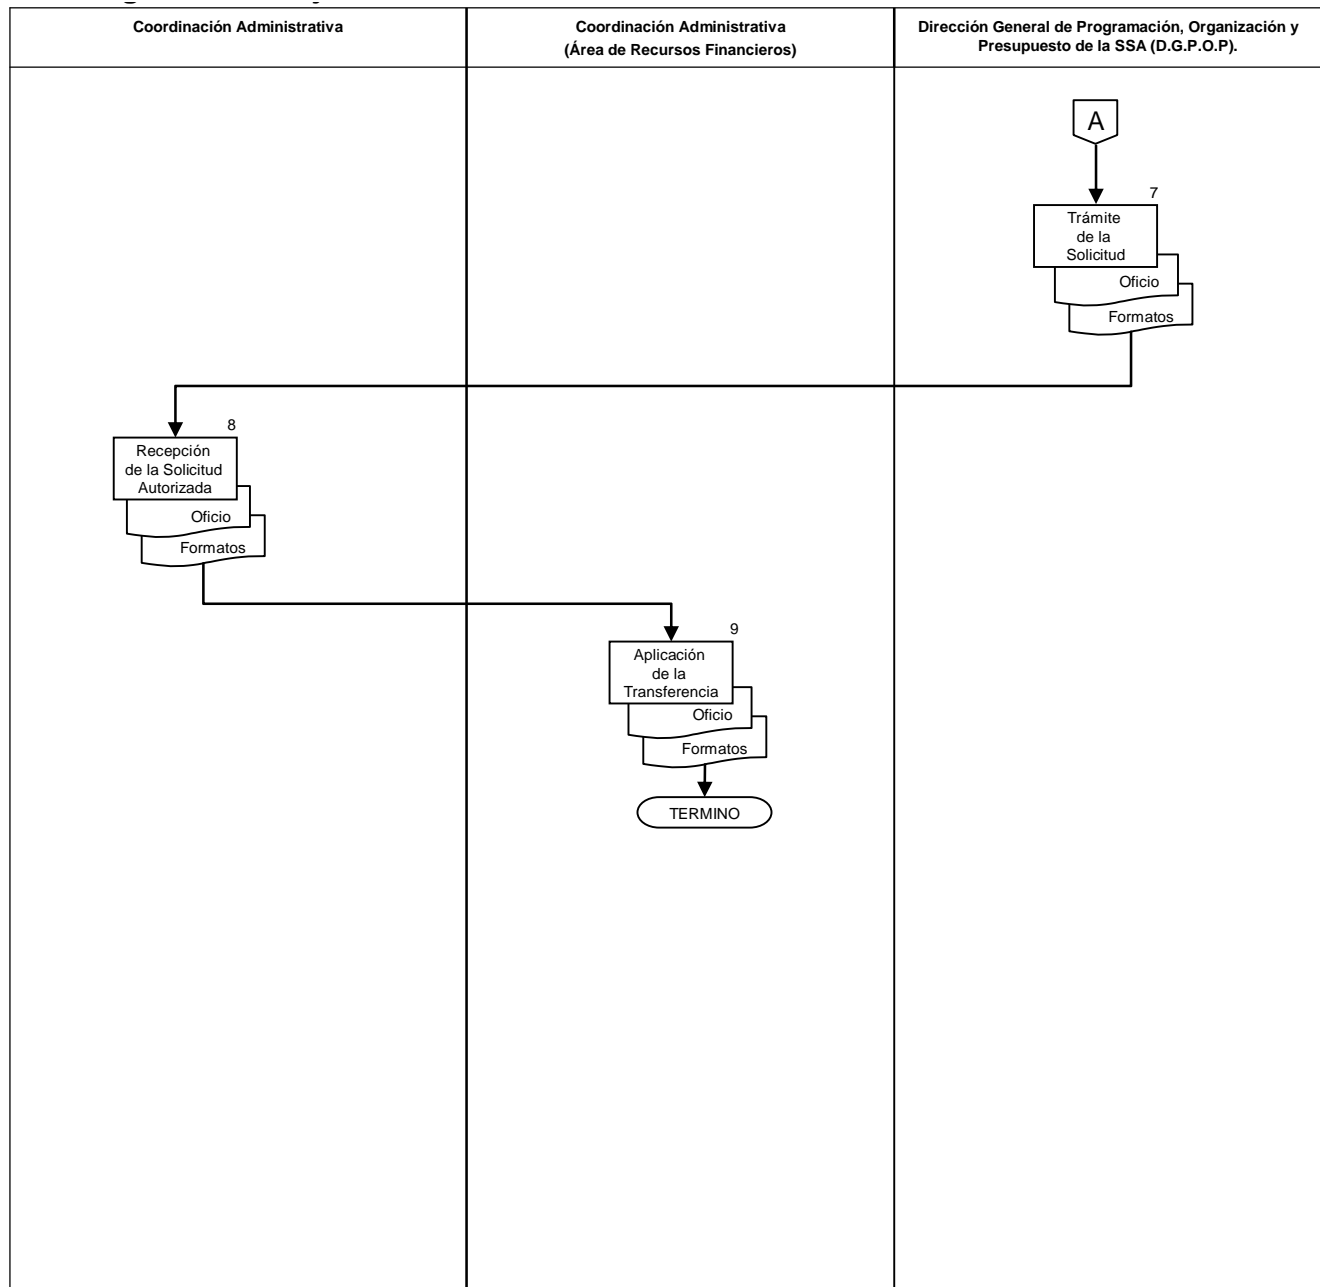 Coordinación Administrativa
Coordinación Administrativa
(Área de Recursos Financieros)
Dirección General de Programación, Organización y
Presupuesto de la SSA (D.G.P.O.P).
A
7
Trámite
de la
Solicitud
Oficio
Formatos
8
Recepción
de la Solicitud
Autorizada
Oficio
Formatos
9
Aplicación
de la
Transferencia
Oficio
Formatos
TERMINO